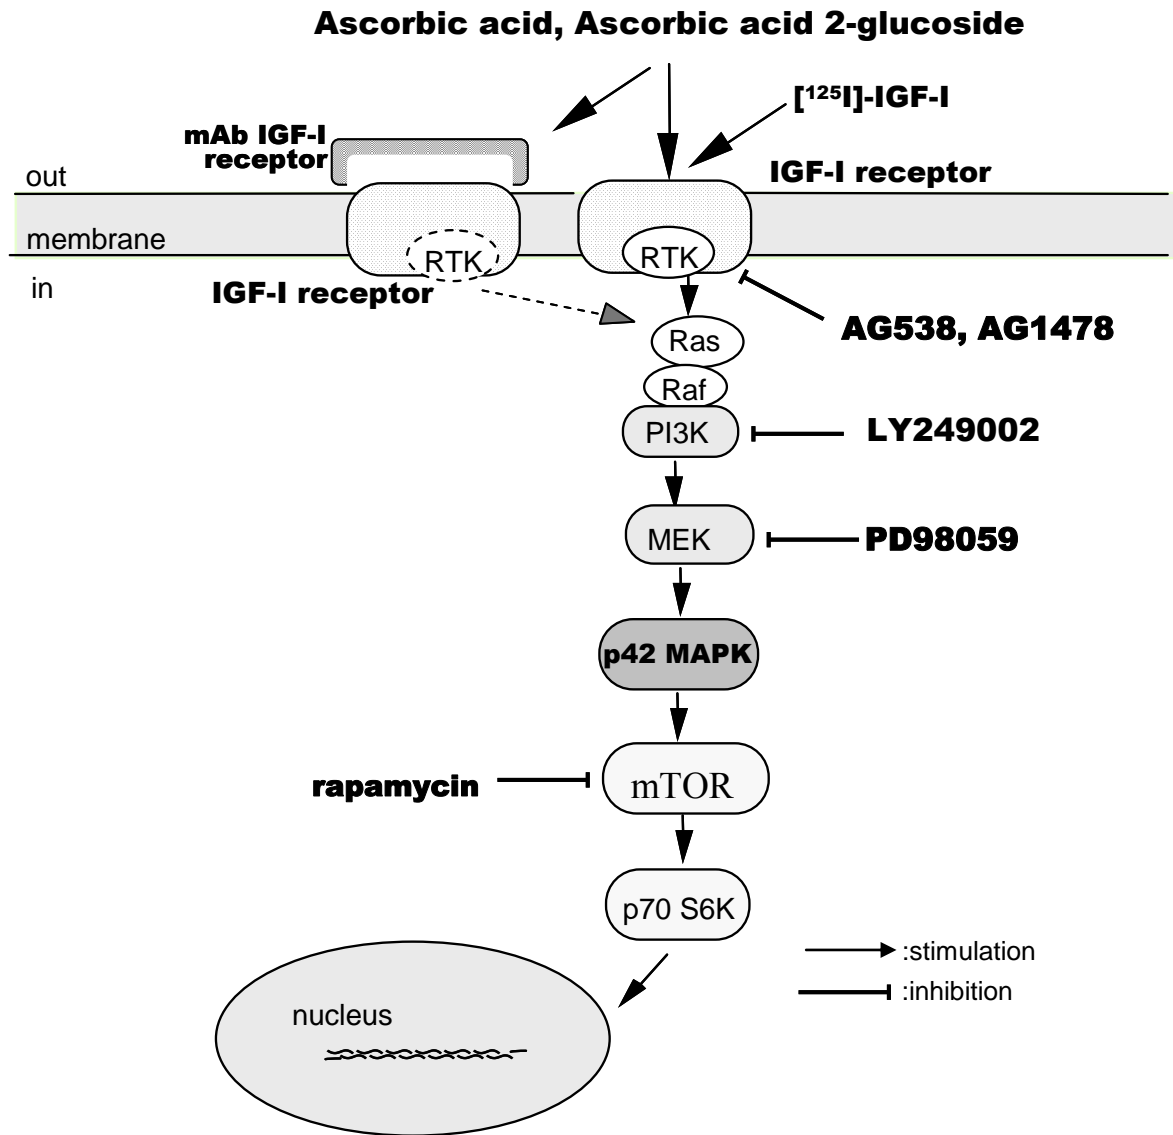 Ascorbic acid, Ascorbic acid 2-glucoside
[¹²⁵I]-IGF-I
mAb IGF-I
receptor
IGF-I receptor
out
membrane
RTK
RTK
in
IGF-I receptor
AG538, AG1478
Ras
Raf
PI3K
LY249002
MEK
PD98059
p42 MAPK
rapamycin
mTOR
p70 S6K
:stimulation
:inhibition
nucleus